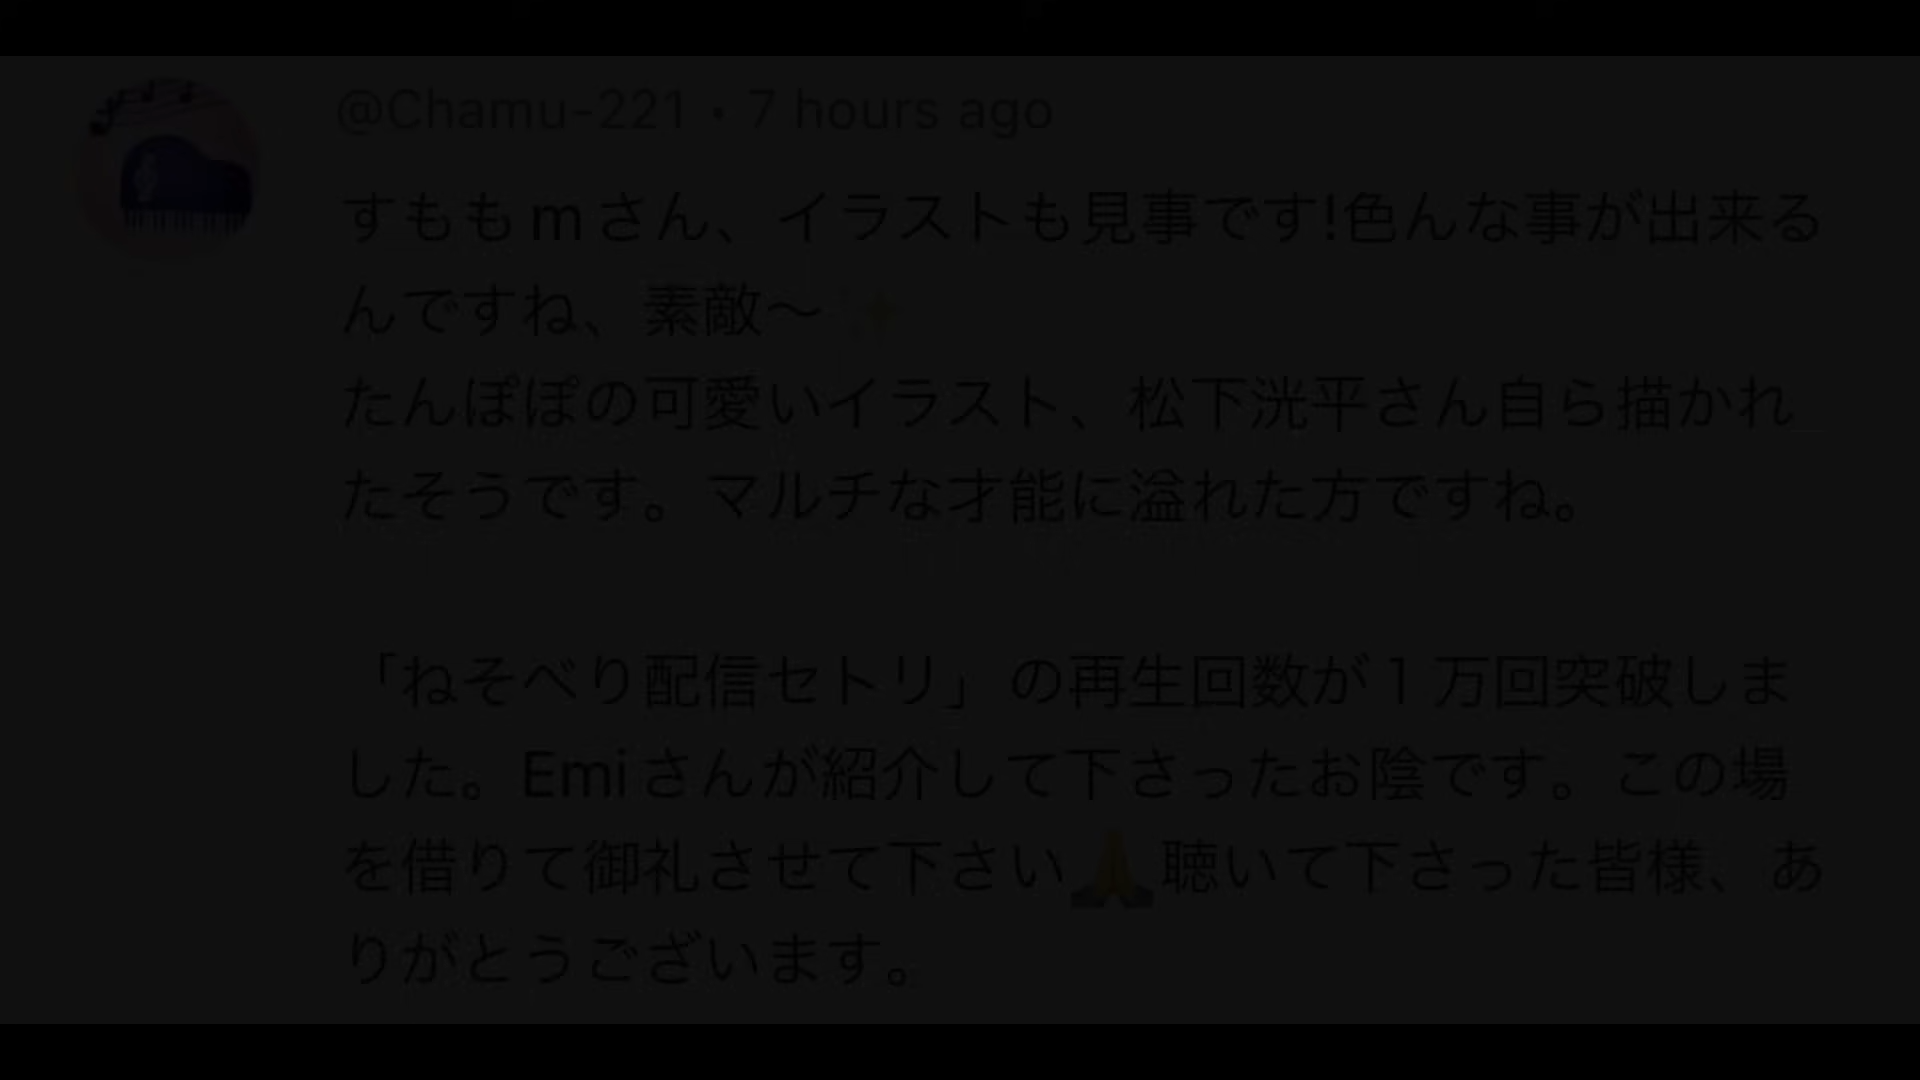 @Chamu-221・7 hours ago
すももmさん、イラストも見事です!色んな事が出来る
んですね、素敵〜✨
たんぽぽの可愛いイラスト、松下洸平さん自ら描かれ
たそうです。マルチな才能に溢れた方ですね。
「ねそべり配信セトリ」の再生回数が1万回突破しま
した。Emiさんが紹介して下さったお陰です。この場
を借りて御礼させて下さい🙏聴いて下さった皆様、あ
りがとうございます。